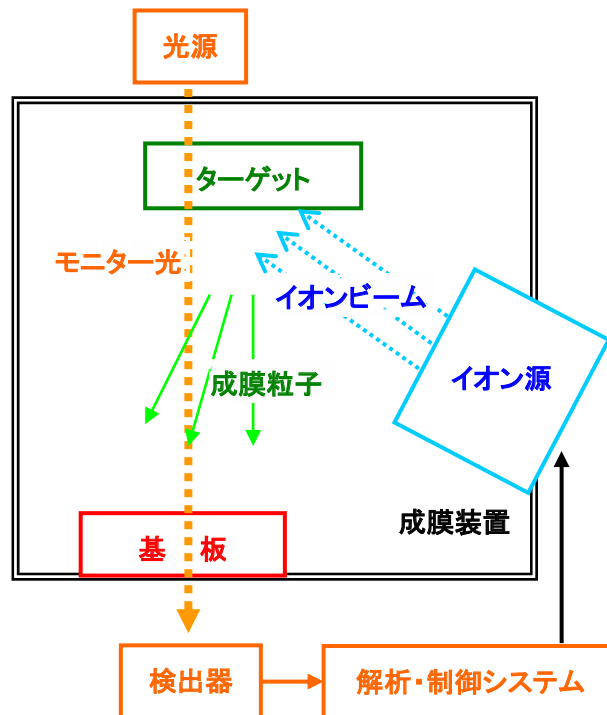 光源
ターゲット
モニター光
イオンビーム
成膜粒子
イオン源
成膜装置
基 板
検出器
解析・制御システム